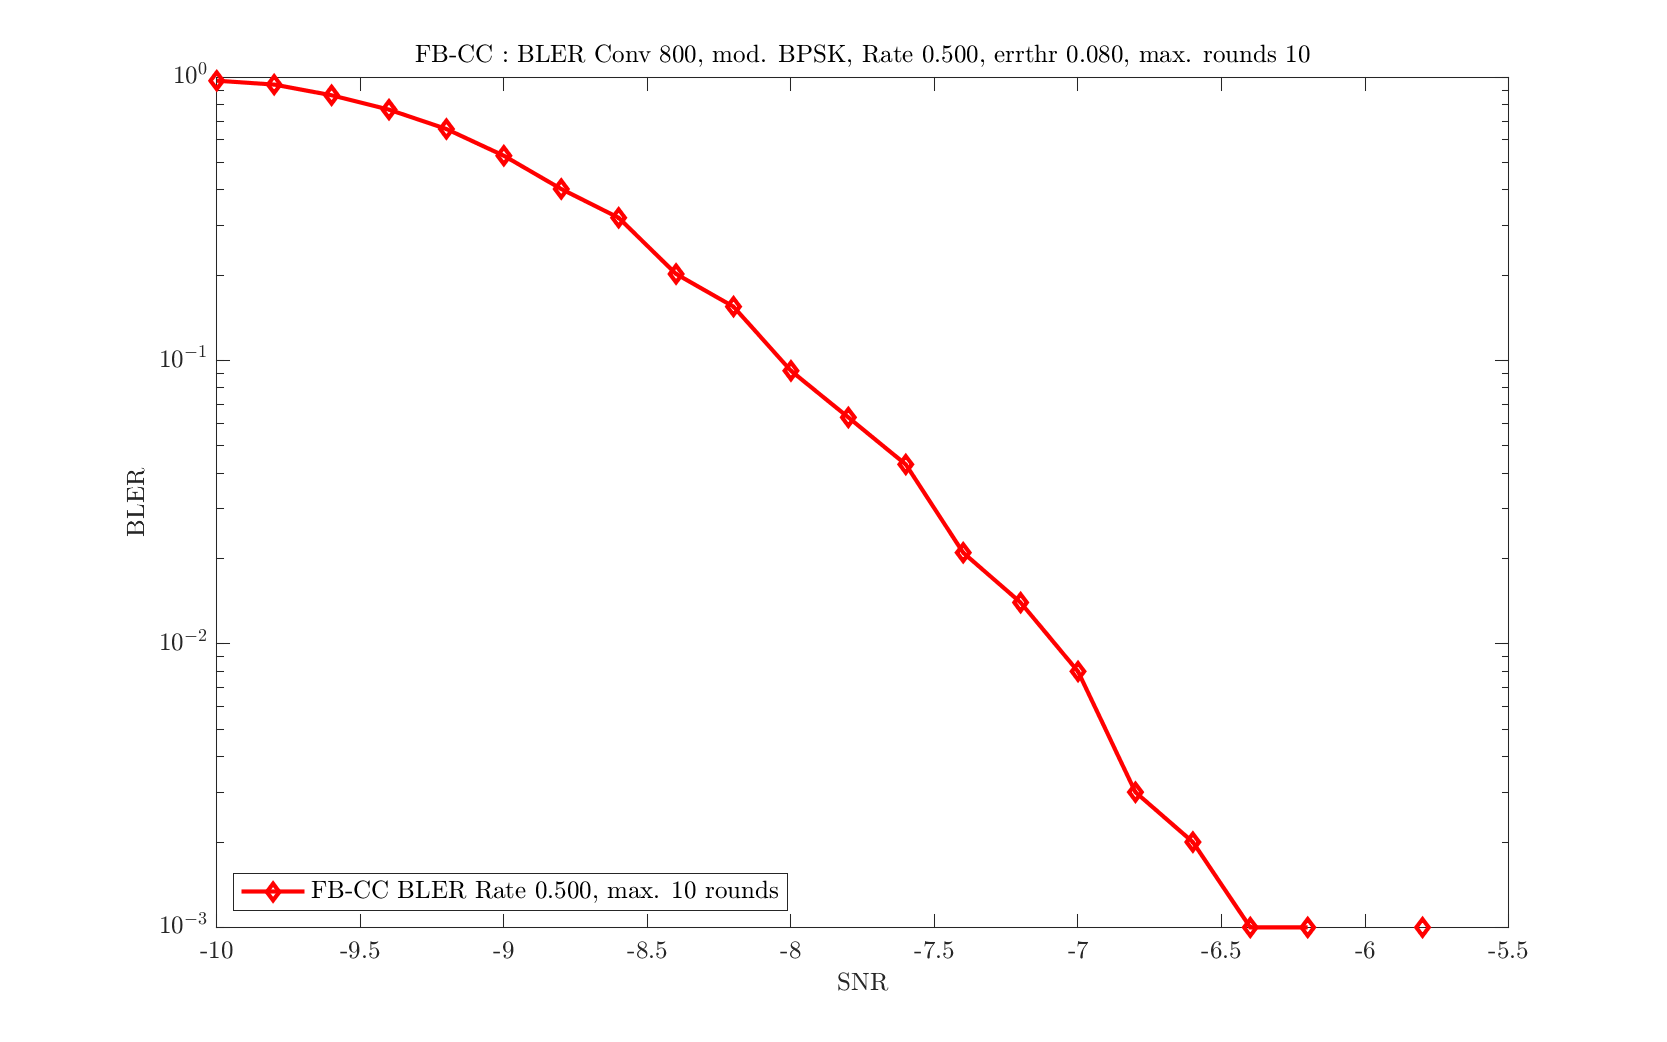 FB-CC : BLER Conv 800, mod. BPSK, Rate 0.500, errthr 0.080, max. rounds 10
10^0
10^-1
10^-2
10^-3
BLER
FB-CC BLER Rate 0.500, max. 10 rounds
-10 -9.5 -9 -8.5 -8 -7.5 -7 -6.5 -6 -5.5
SNR